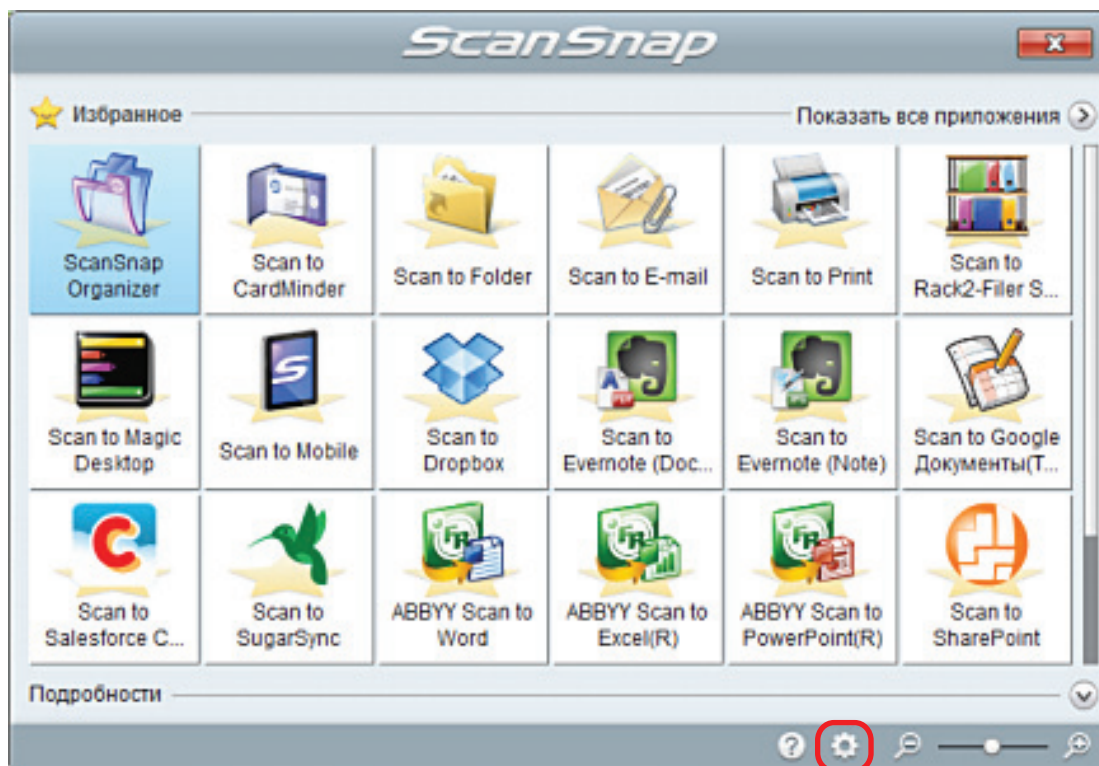 ScanSnap
Избранное
Показать все приложения
ScanSnap
Organizer
Scan to
CardMinder
Scan to Folder
Scan to E-mail
Scan to Print
Scan to
Rack2-Filer S...
Scan to Magic
Desktop
Scan to Mobile
Scan to
Dropbox
Scan to
Evernote (Doc...
Scan to
Evernote (Note)
Scan to Google
Документы(Т...
Scan to
Salesforce C...
Scan to
SugarSync
ABBYY Scan to
Word
ABBYY Scan to
Excel(R)
ABBYY Scan to
PowerPoint(R)
Scan to
SharePoint
Подробности